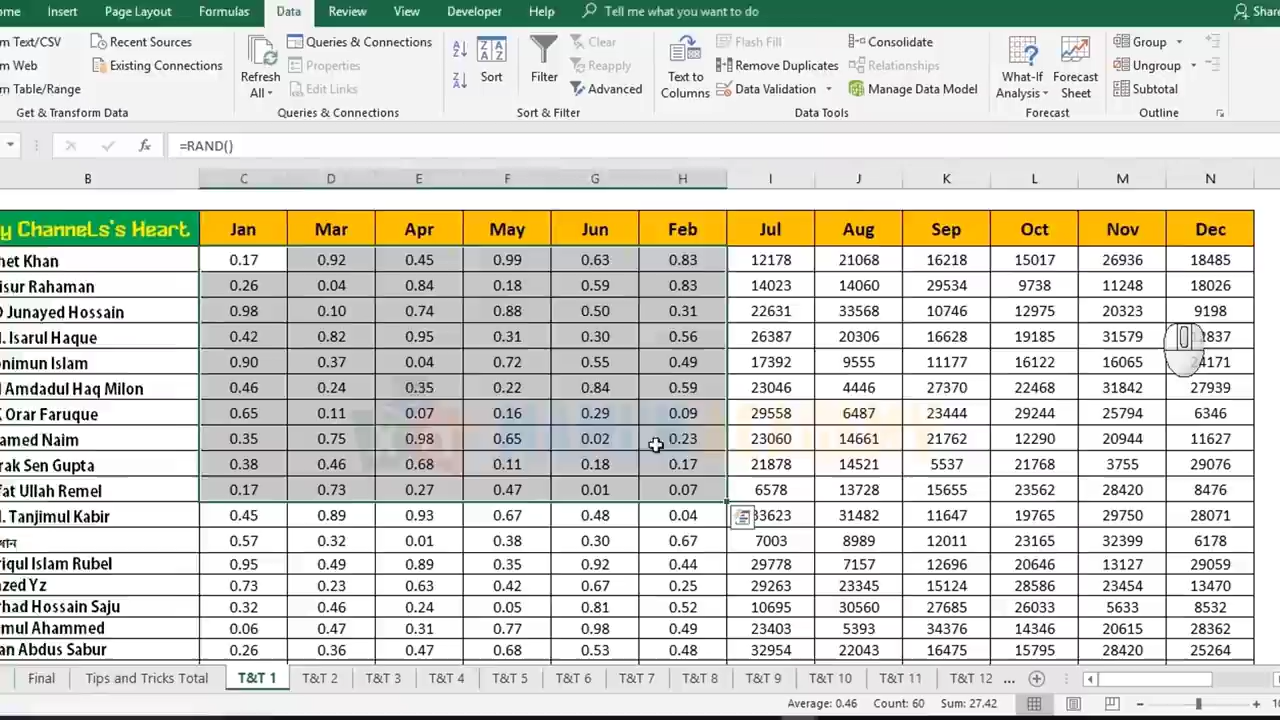 ome Insert Page Layout Formulas Data Review View Developer Help Tell me what you want to do Share
m Text/CSV Recent Sources Queries & Connections Clear Flash Fill Consolidate Group
m Web Existing Connections Properties Reapply Remove Duplicates Relationships Ungroup
m Table/Range Refresh All Edit Links Sort Filter Advanced Text to Columns Data Validation Manage Data Model What-If Analysis Forecast Sheet Subtotal
Get & Transform Data Queries & Connections Sort & Filter Data Tools Forecast Outline
fx =RAND()
B C D E F G H I J K L M N
y Channels's Heart Jan Mar Apr May Jun Feb Jul Aug Sep Oct Nov Dec
het Khan 0.17 0.92 0.45 0.99 0.63 0.83 12178 21068 16218 15017 26936 18485
isur Rahaman 0.26 0.04 0.84 0.18 0.59 0.83 14023 14060 29534 9738 11248 18026
O Junayed Hossain 0.98 0.10 0.74 0.88 0.50 0.31 22631 33568 10746 12975 20323 9198
l. Isarul Haque 0.42 0.82 0.95 0.31 0.30 0.56 26387 20306 16628 19185 31579 2837
onimun Islam 0.90 0.37 0.04 0.72 0.55 0.49 17392 9555 11177 16122 16065 24171
l Amdadul Haq Milon 0.46 0.24 0.35 0.22 0.84 0.59 23046 4446 27370 22468 31842 27939
K Orar Faruque 0.65 0.11 0.07 0.16 0.29 0.09 29558 6487 23444 29244 25794 6346
amed Naim 0.35 0.75 0.98 0.65 0.02 0.23 23060 14661 21762 12290 20944 11627
rak Sen Gupta 0.38 0.46 0.68 0.11 0.18 0.17 21878 14521 5537 21768 3755 29076
fat Ullah Remel 0.17 0.73 0.27 0.47 0.01 0.07 6578 13728 15655 23562 28420 8476
l. Tanjimul Kabir 0.45 0.89 0.93 0.67 0.48 0.04 33623 31482 11647 19765 29750 28071
খান 0.57 0.32 0.01 0.38 0.30 0.67 7003 8989 12011 23165 32399 6178
riqul Islam Rubel 0.95 0.49 0.89 0.35 0.92 0.44 29778 7157 12696 20646 13127 29059
azed Yz 0.73 0.23 0.63 0.42 0.67 0.25 29263 23345 15124 28586 23454 13470
rhad Hossain Saju 0.32 0.46 0.24 0.05 0.81 0.52 10695 30560 27685 26033 5633 8532
mul Ahammed 0.06 0.47 0.31 0.77 0.98 0.49 23403 5393 34376 14346 20615 28362
an Abdus Sabur 0.26 0.36 0.47 0.68 0.53 0.48 32954 22043 16475 15795 28420 25264
Final Tips and Tricks Total T&T 1 T&T 2 T&T 3 T&T 4 T&T 5 T&T 6 T&T 7 T&T 8 T&T 9 T&T 10 T&T 11 T&T 12 ...
Average: 0.46 Count: 60 Sum: 27.42 10